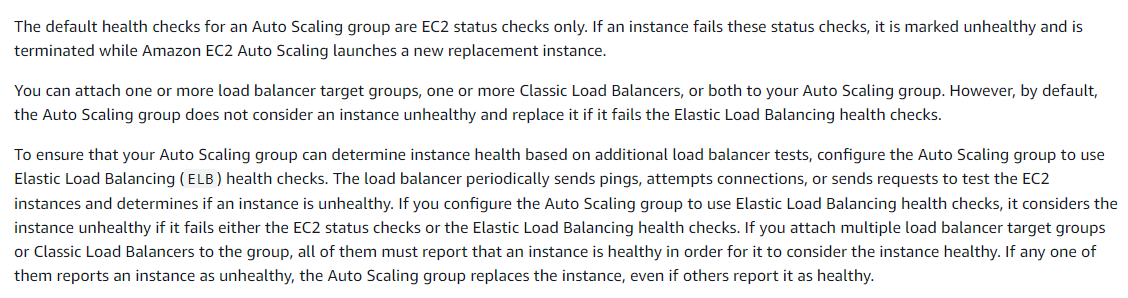 The default health checks for an Auto Scaling group are EC2 status checks only. If an instance fails these status checks, it is marked unhealthy and is
terminated while Amazon EC2 Auto Scaling launches a new replacement instance.
You can attach one or more load balancer target groups, one or more Classic Load Balancers, or both to your Auto Scaling group. However, by default,
the Auto Scaling group does not consider an instance unhealthy and replace it if it fails the Elastic Load Balancing health checks.
To ensure that your Auto Scaling group can determine instance health based on additional load balancer tests, configure the Auto Scaling group to use
Elastic Load Balancing (ELB) health checks. The load balancer periodically sends pings, attempts connections, or sends requests to test the EC2
instances and determines if an instance is unhealthy. If you configure the Auto Scaling group to use Elastic Load Balancing health checks, it considers the
instance unhealthy if it fails either the EC2 status checks or the Elastic Load Balancing health checks. If you attach multiple load balancer target groups
or Classic Load Balancers to the group, all of them must report that an instance is healthy in order for it to consider the instance healthy. If any one of
them reports an instance as unhealthy, the Auto Scaling group replaces the instance, even if others report it as healthy.